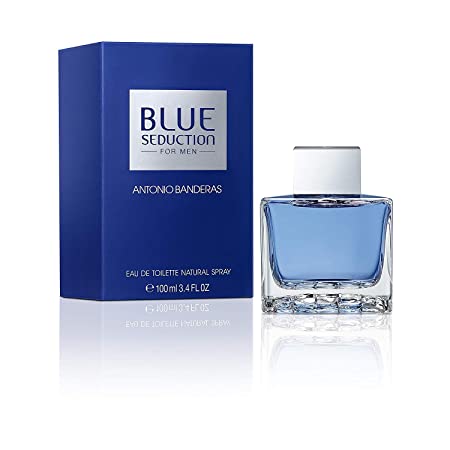 BLUE
SEDUCTION
FOR MEN
ANTONIO BANDERAS
EAU DE TOILETTE NATURAL SPRAY
℮ 100 ml 3.4 FL OZ